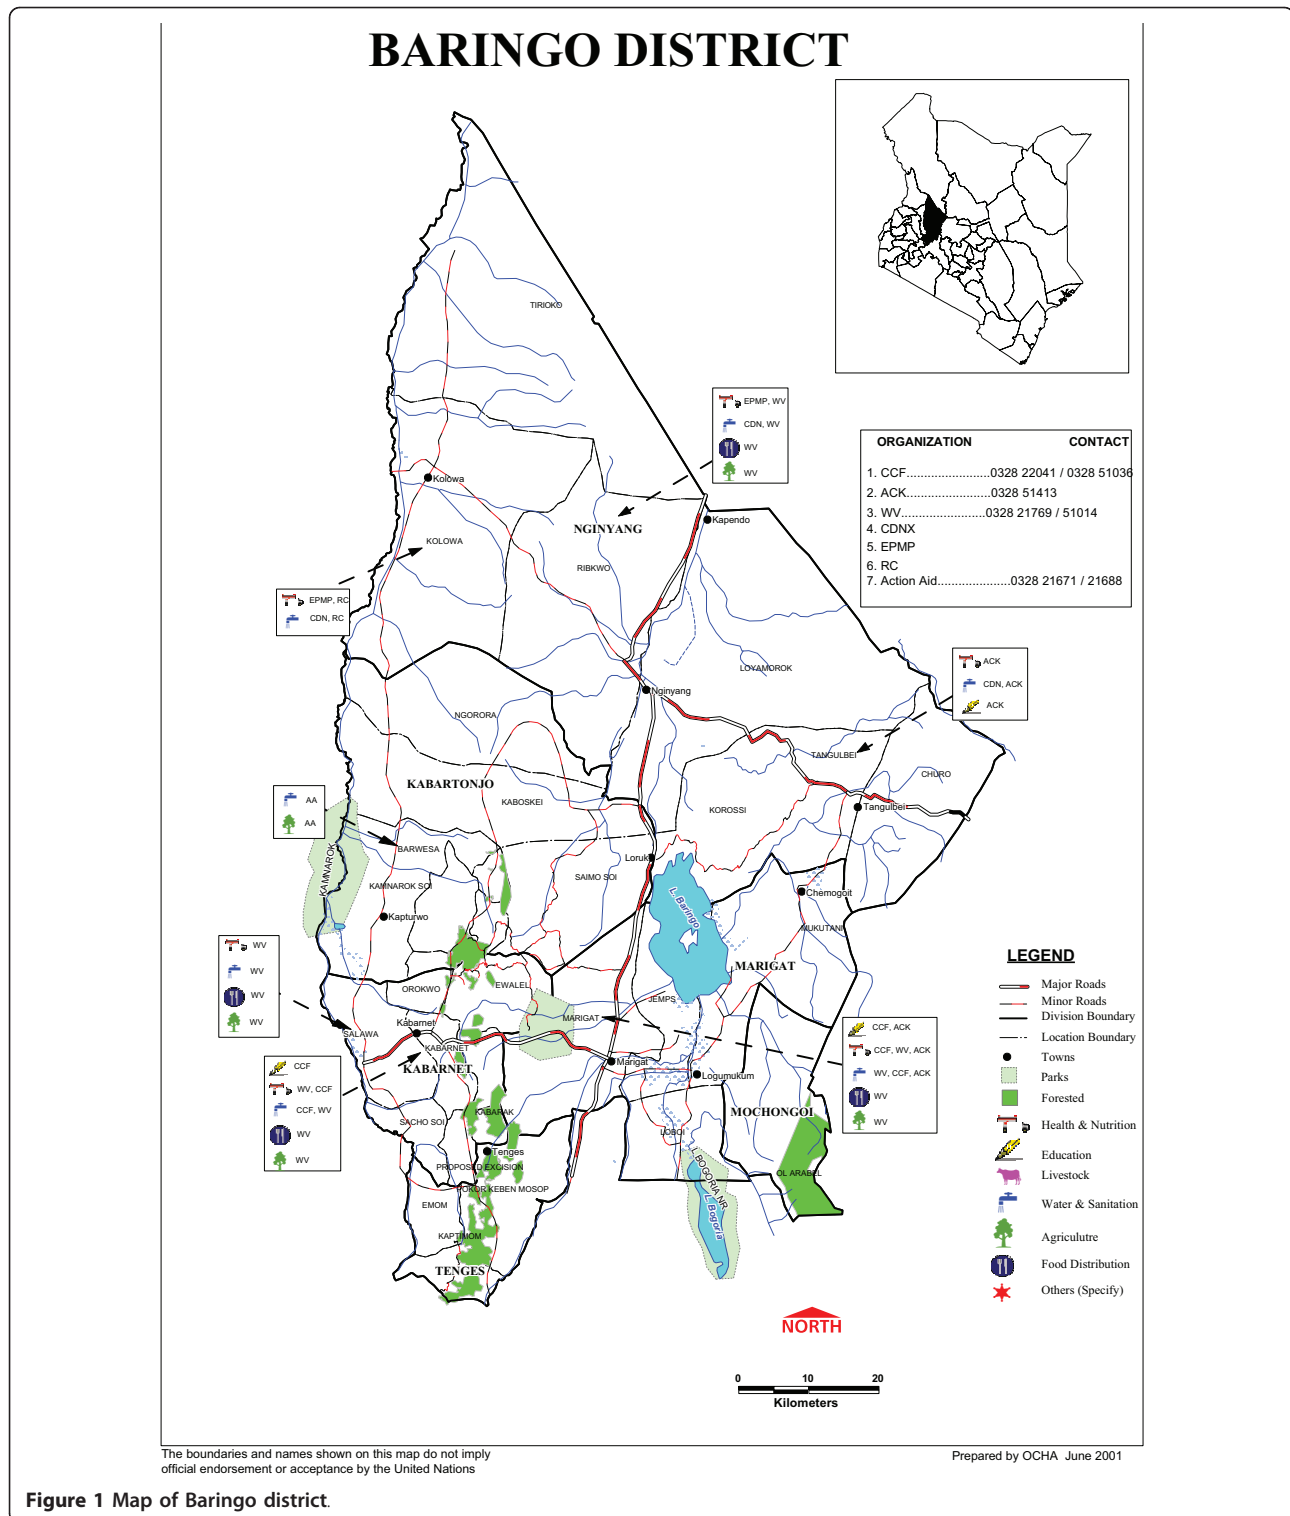 BARINGO DISTRICT
TIRIOKO
EPMP, WV
CDN, WV
WV
WV
ORGANIZATION CONTACT
1. CCF.........................0328 22041 / 0328 51036
2. ACK.........................0328 51413
3. WV.........................0328 21769 / 51014
4. CDNX
5. EPMP
6. RC
7. Action Aid......................0328 21671 / 21688
Kolowa
Kapendo
NGINYANG
KOLOWA
RIBKWO
EPMP, RC
CDN, RC
LOYAMOROK
ACK
CDN, ACK
ACK
Nginyang
NGORORA
TANGULBEI
CHURO
KABARTONJO
KABOSKEI
KOROSSI
Tangulbei
AA
AA
BARWESA
Loruk
KAMNAROK
SAIMO SOI
KAMNAROK SOI
L. Baringo
Chemogoit
Kapturwo
MUKUTANI
WV
WV
WV
WV
MARIGAT
OROKWO
EWALEL
JEMPS
SALAWA
Kabarnet
MARIGAT
KABARNET
KABARNET
Marigat
Logumukum
CCF, ACK
CCF, WV, ACK
WV, CCF, ACK
WV
WV
CCF
WV, CCF
CCF, WV
WV
WV
MOCHONGOI
KABARAK
SACHO SOI
LOBOI
Tenges
PROPOSED EXCISION
OL ARABEL
POKOR KEBEN MOSOP
L. BOGORIA NR.
L. Bogoria
EMOM
KAPTIMOM
TENGES
LEGEND
Major Roads
Minor Roads
Division Boundary
Location Boundary
Towns
Parks
Forested
Health & Nutrition
Education
Livestock
Water & Sanitation
Agriculutre
Food Distribution
Others (Specify)
NORTH
0 10 20
Kilometers
The boundaries and names shown on this map do not imply
official endorsement or acceptance by the United Nations
Prepared by OCHA June 2001
Figure 1 Map of Baringo district.